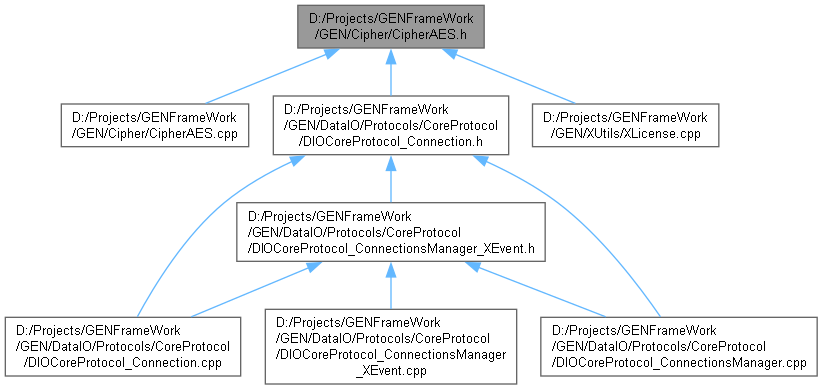 D:/Projects/GENFrameWork
/GEN/Cipher/CipherAES.h
D:/Projects/GENFrameWork
/GEN/Cipher/CipherAES.cpp
D:/Projects/GENFrameWork
/GEN/DataIO/Protocols/CoreProtocol
/DIOCoreProtocol_Connection.h
D:/Projects/GENFrameWork
/GEN/XUtils/XLicense.cpp
D:/Projects/GENFrameWork
/GEN/DataIO/Protocols/CoreProtocol
/DIOCoreProtocol_ConnectionsManager_XEvent.h
D:/Projects/GENFrameWork
/GEN/DataIO/Protocols/CoreProtocol
/DIOCoreProtocol_Connection.cpp
D:/Projects/GENFrameWork
/GEN/DataIO/Protocols/CoreProtocol
/DIOCoreProtocol_ConnectionsManager
_XEvent.cpp
D:/Projects/GENFrameWork
/GEN/DataIO/Protocols/CoreProtocol
/DIOCoreProtocol_ConnectionsManager.cpp